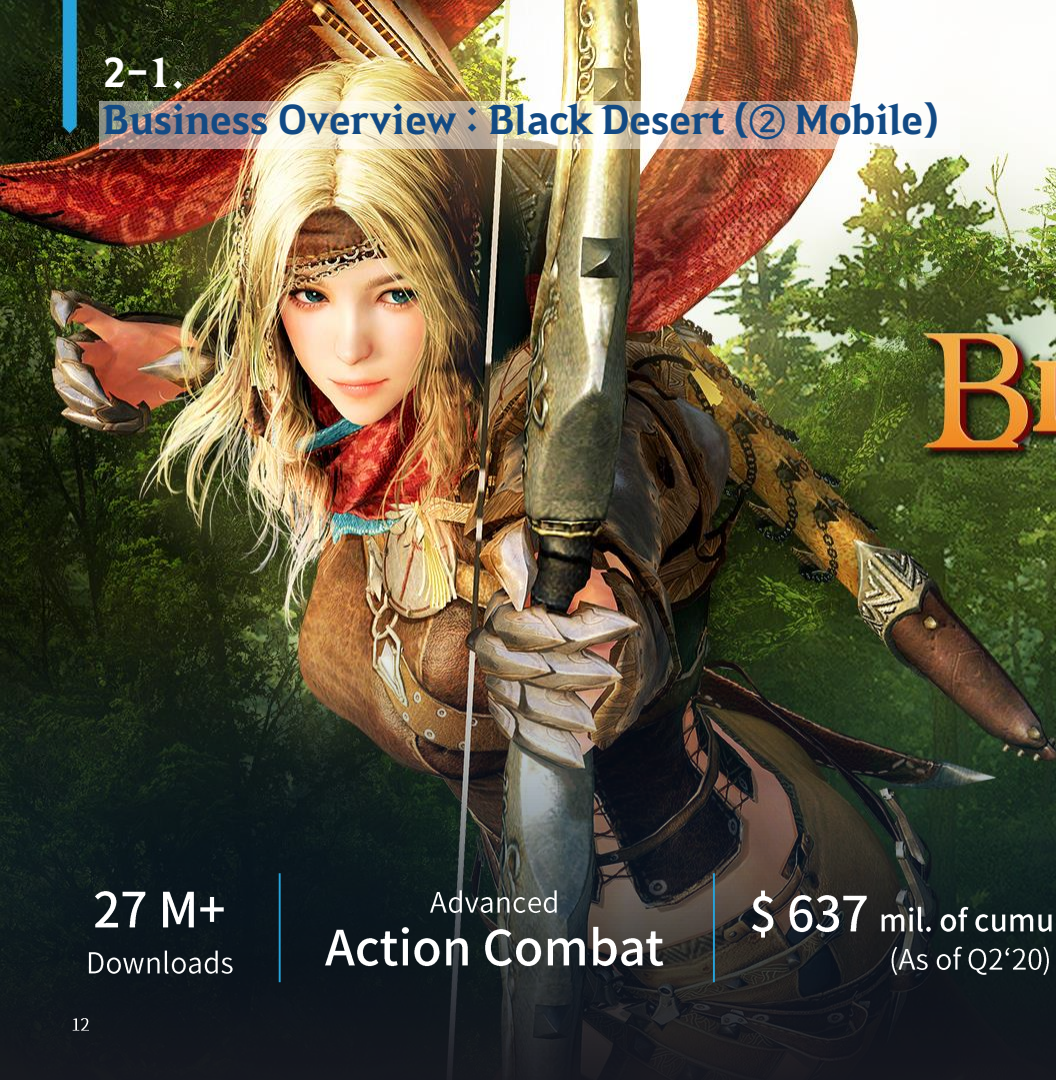 2-1.
Business Overview : Black Desert (② Mobile)
B
27 M+
Downloads
Advanced
Action Combat
$ 637 mil. of cumu
(As of Q2‘20)
12